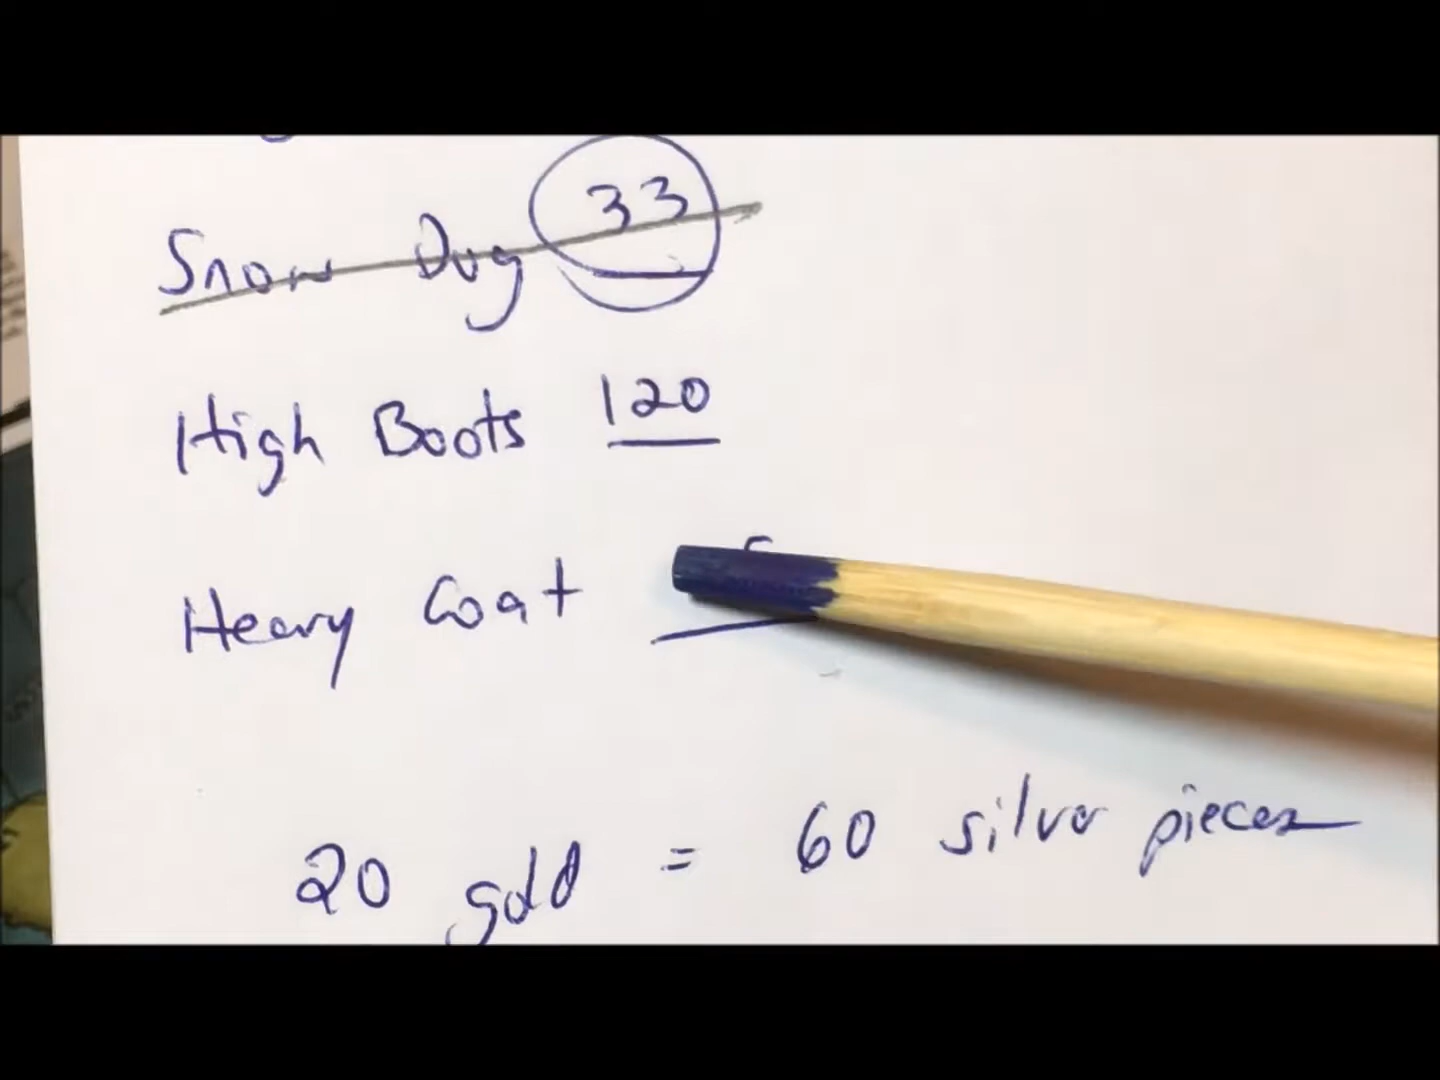 Snow Dog 33
High Boots 120
Heavy Coat
20 gold = 60 silver pieces